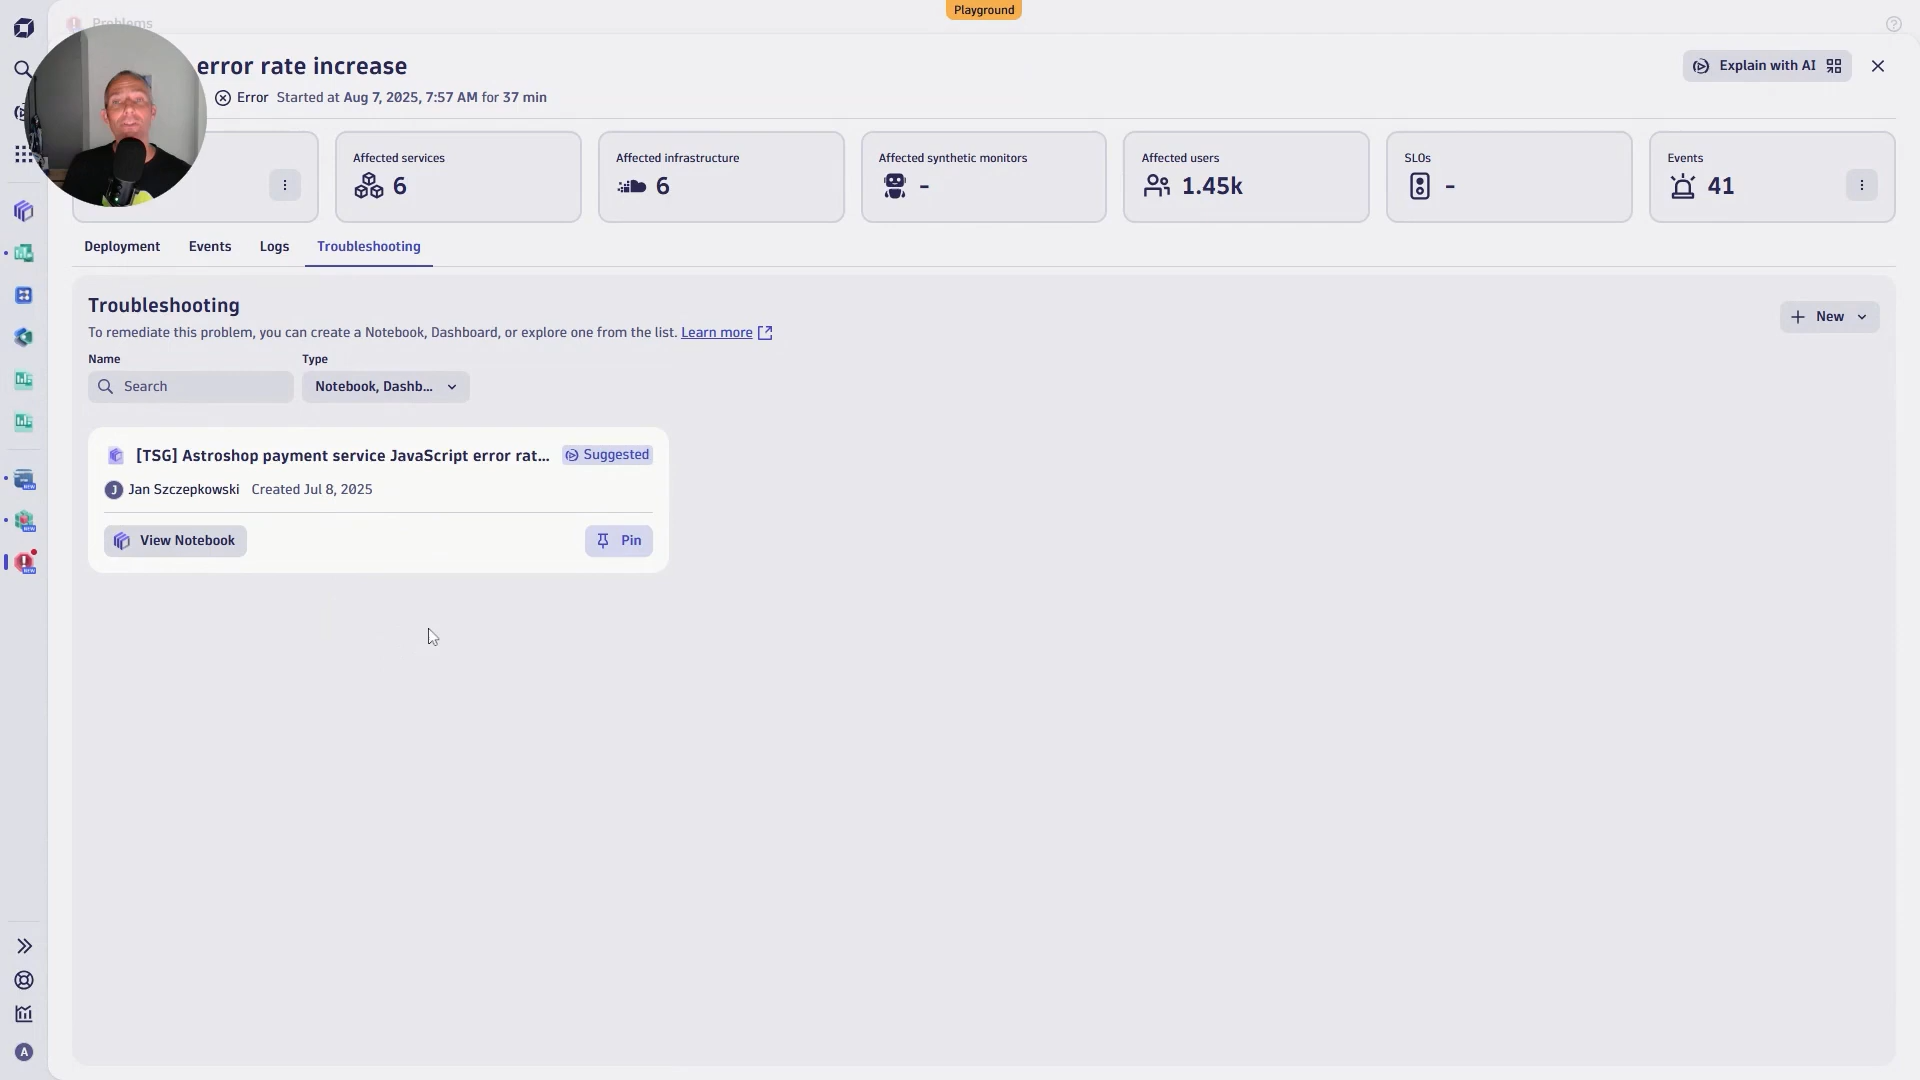 Playground
Problems
error rate increase
Explain with AI
Error Started at Aug 7, 2025, 7:57 AM for 37 min
Affected services
6
Affected infrastructure
6
Affected synthetic monitors
-
Affected users
1.45k
SLOs
-
Events
41
Deployment Events Logs Troubleshooting
Troubleshooting
To remediate this problem, you can create a Notebook, Dashboard, or explore one from the list. Learn more
New
Name Type
Search Notebook, Dashb...
[TSG] Astroshop payment service JavaScript error rat... Suggested
J Jan Szczepkowski Created Jul 8, 2025
View Notebook Pin
NEW
NEW
NEW
A